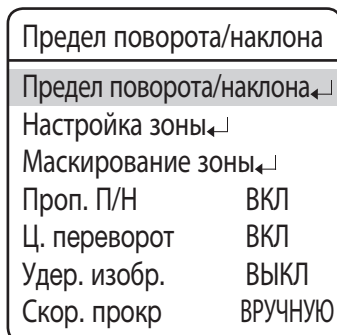 Предел поворота/наклона
Предел поворота/наклона↵
Настройка зоны↵
Маскирование зоны↵
Проп. П/Н ВКЛ
Ц. переворот ВКЛ
Удер. изобр. ВЫКЛ
Скор. прокр ВРУЧНУЮ